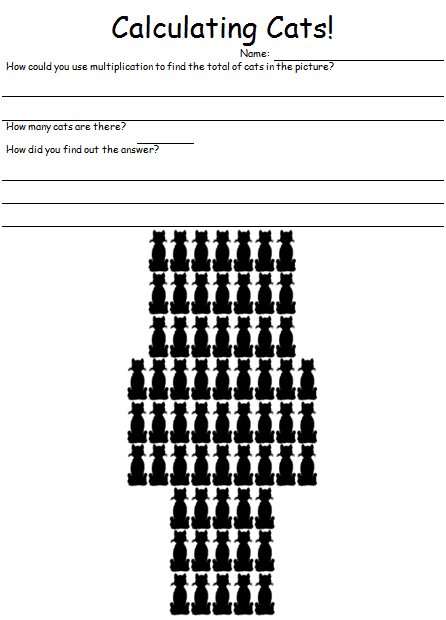 Calculating Cats!
Name:
How could you use multiplication to find the total of cats in the picture?
How many cats are there?
How did you find out the answer?